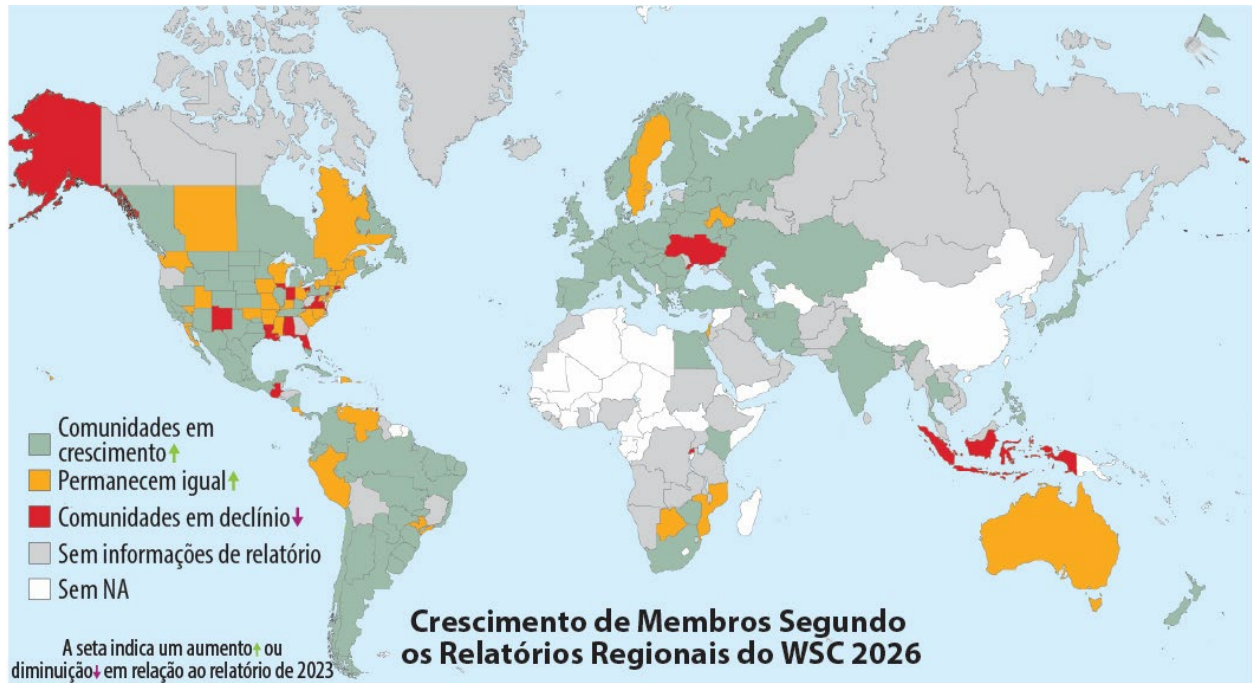 Comunidades em
crescimento↑
Permanecem igual↑
Comunidades em declínio↓
Sem informações de relatório
Sem NA
A seta indica um aumento↑ ou
diminuição↓ em relação ao relatório de 2023
Crescimento de Membros Segundo
os Relatórios Regionais do WSC 2026